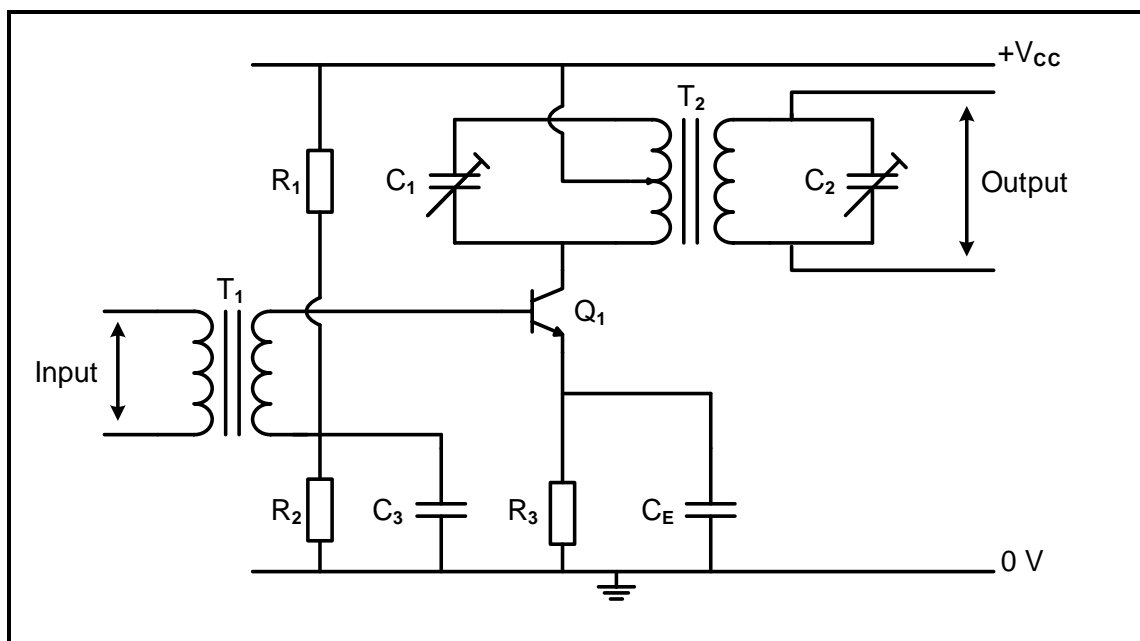 +Vcc
T2
R1
C1
C2
Output
T1
Q1
Input
R2
C3
R3
CE
0 V